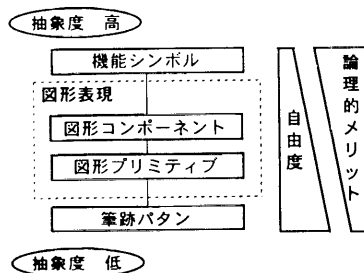 抽象度 高
機能シンボル
図形表現
図形コンポーネント
図形プリミティブ
筆跡パタン
抽象度 低
自由度
論理的メリット